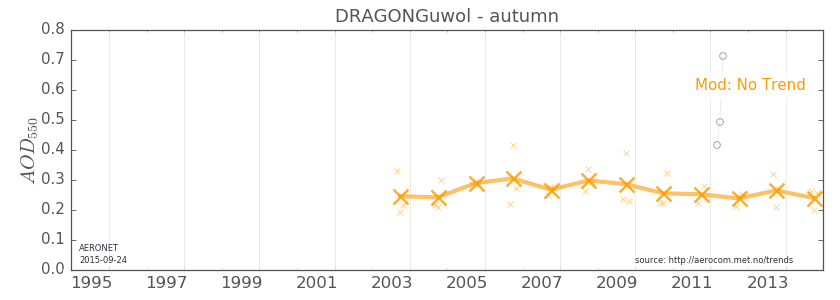 DRAGONGuwol - autumn
0.8
0.7
0.6
0.5
0.4
0.3
0.2
0.1
0.0
AOD550
Mod: No Trend
AERONET
2015-09-24
source: http://aerocom.met.no/trends
1995 1997 1999 2001 2003 2005 2007 2009 2011 2013